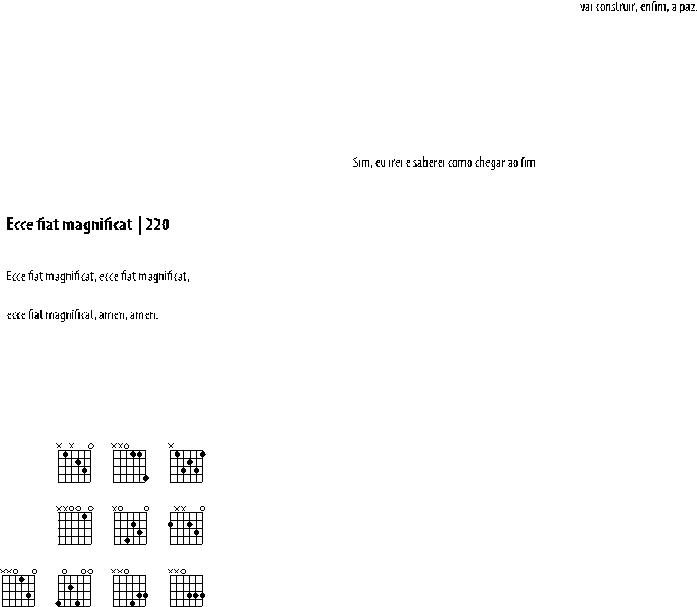 vai construir, enfim, a paz.
Sim, eu irei e saberei como chegar ao fim
Ecce fiat magnificat | 220
Ecce fiat magnificat, ecce fiat magnificat,
ecce fiat magnificat, amen, amen.